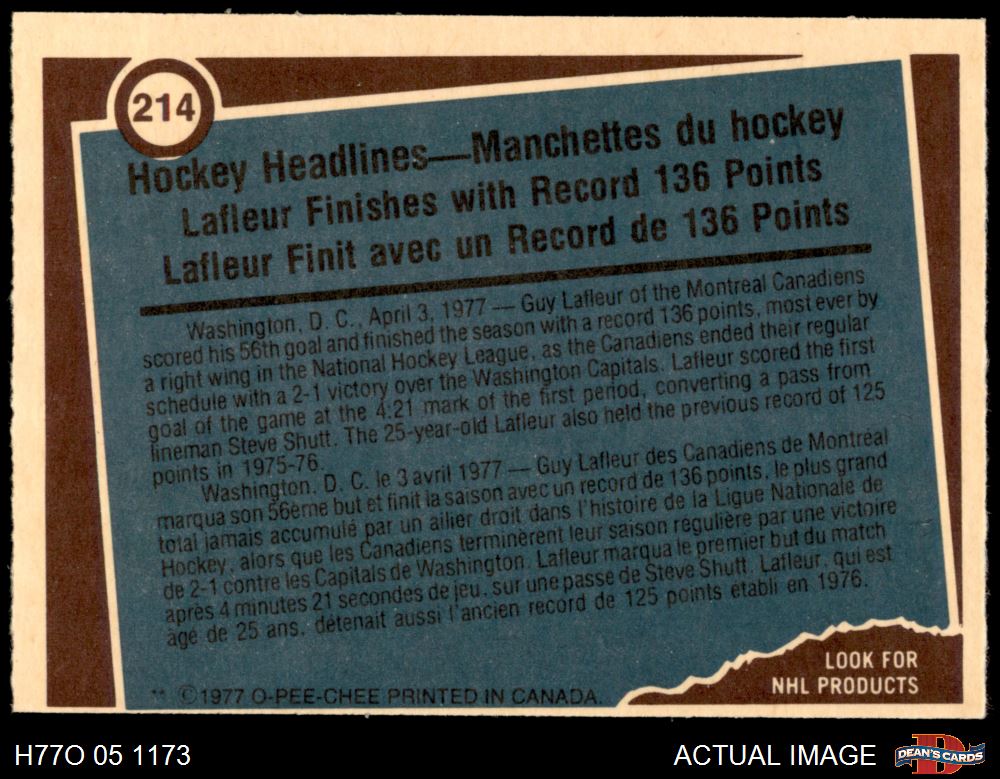 214
Hockey Headlines—Manchettes du hockey
Lafleur Finishes with Record 136 Points
Lafleur Finit avec un Record de 136 Points
Washington, D. C., April 3, 1977 — Guy Lafleur of the Montreal Canadiens
scored his 56th goal and finished the season with a record 136 points, most ever by
a right wing in the National Hockey League, as the Canadiens ended their regular
schedule with a 2-1 victory over the Washington Capitals. Lafleur scored the first
goal of the game at the 4:21 mark of the first period, converting a pass from
lineman Steve Shutt. The 25-year-old Lafleur also held the previous record of 125
points in 1975-76.
Washington, D. C. le 3 avril 1977 — Guy Lafleur des Canadiens de Montréal
marqua son 56ème but et finit la saison avec un record de 136 points, le plus grand
total jamais accumulé par un ailier droit dans l'histoire de la Ligue Nationale de
Hockey, alors que les Canadiens terminèrent leur saison regulière par une victoire
de 2-1 contre les Capitals de Washington. Lafleur marqua le premier but du match
après 4 minutes 21 secondes de jeu, sur une passe de Steve Shutt. Lafleur, qui est
âgé de 25 ans, détenait aussi l'ancien record de 125 points établi en 1976.
** ©1977 O-PEE-CHEE PRINTED IN CANADA.
LOOK FOR
NHL PRODUCTS
H77O 05 1173
ACTUAL IMAGE
DEAN'S CARDS